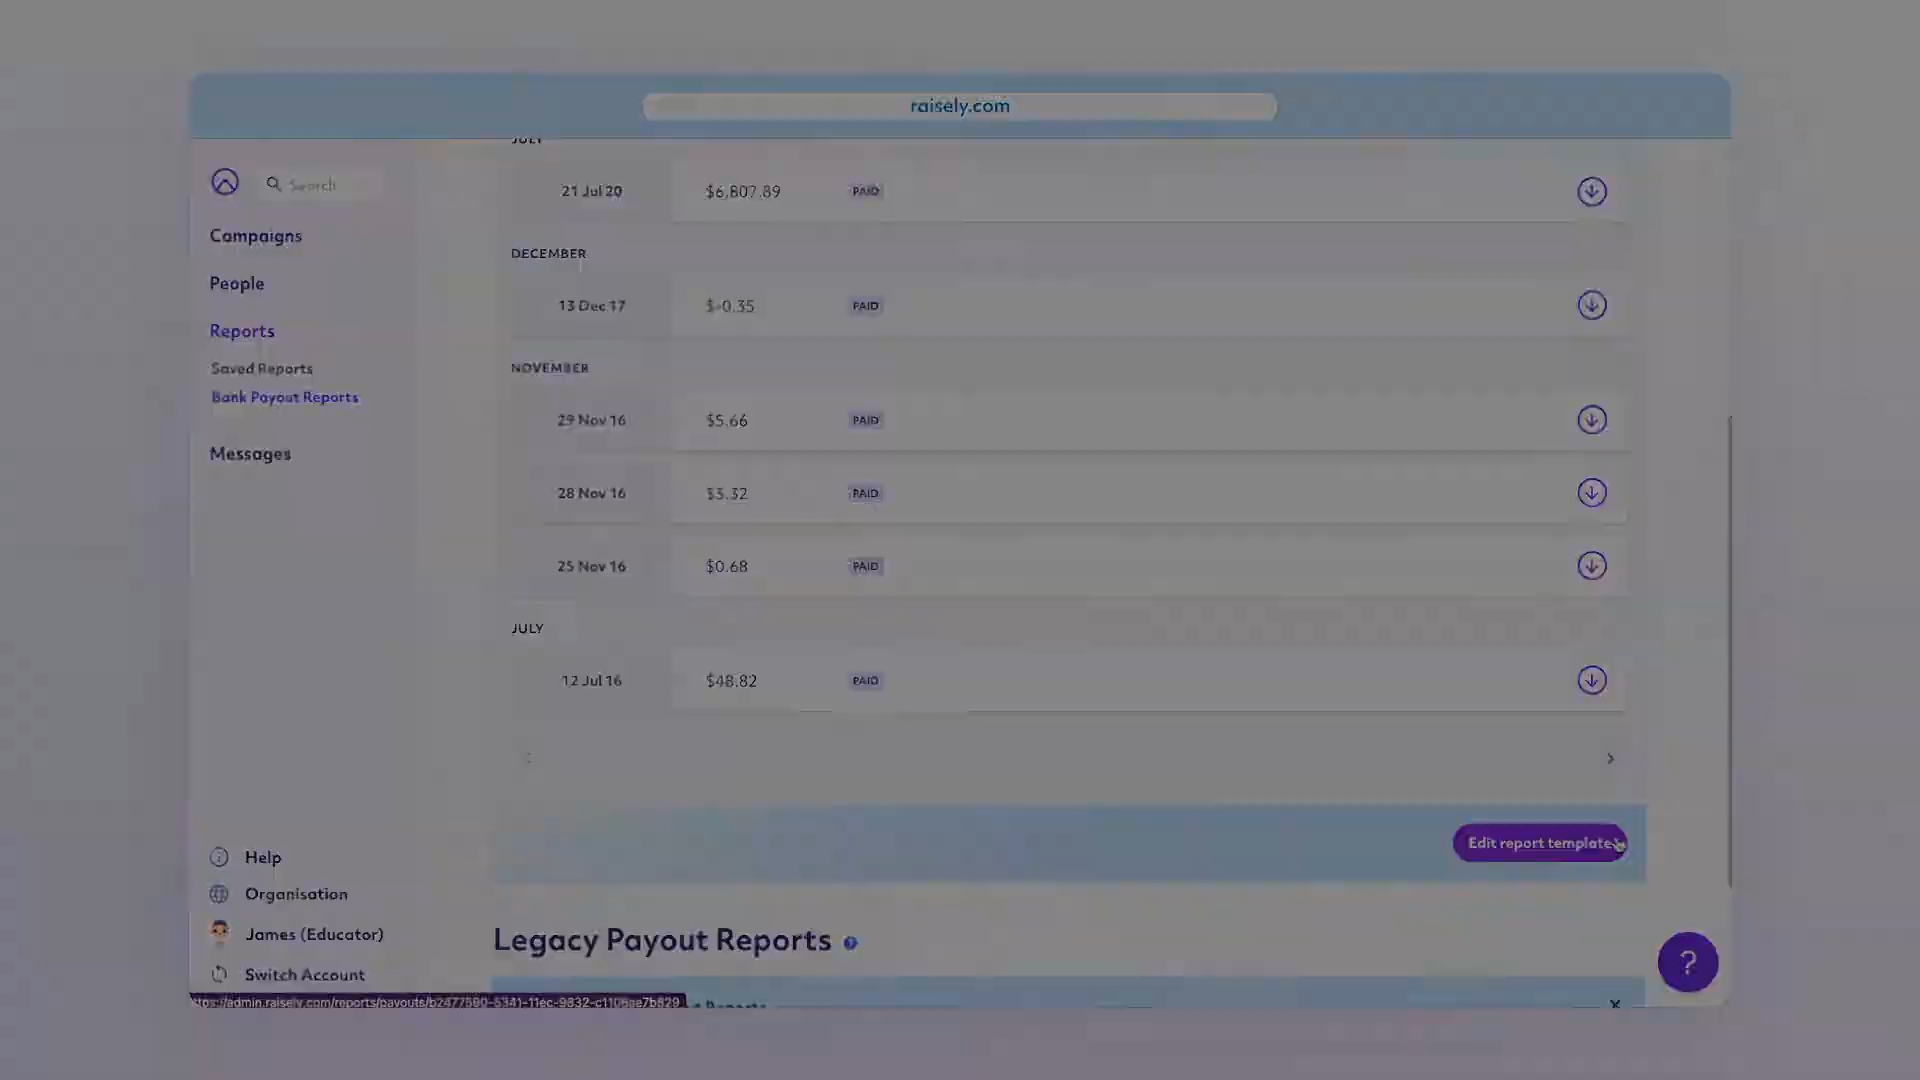 raisely.com
JULY
Search
21 Jul 20 $6,807.89 PAID
Campaigns
DECEMBER
People
13 Dec 17 $-0.35 PAID
Reports
Saved Reports
NOVEMBER
Bank Payout Reports
29 Nov 16 $5.66 PAID
Messages
28 Nov 16 $3.32 PAID
25 Nov 16 $0.68 PAID
JULY
12 Jul 16 $48.82 PAID
Edit report template
Help
Organisation
James (Educator)
Legacy Payout Reports
Switch Account
?